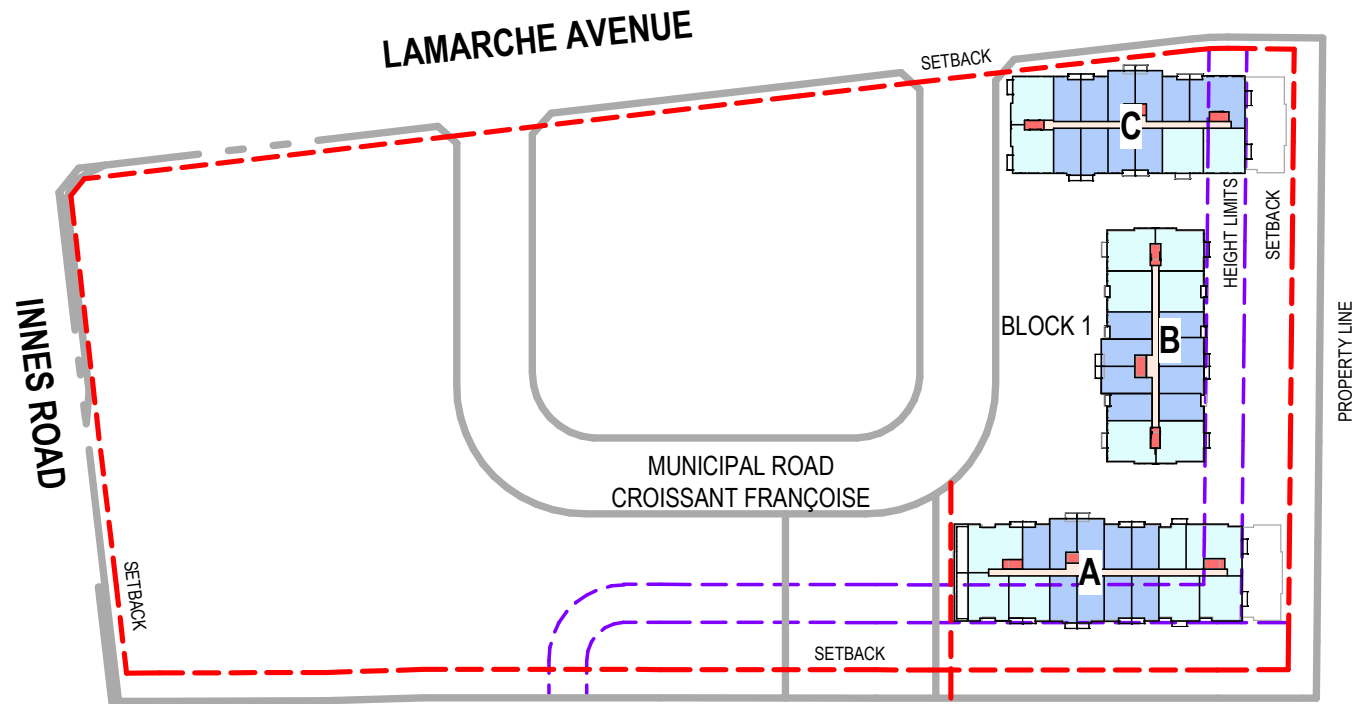 LAMARCHE AVENUE
SETBACK
C
HEIGHT LIMITS
SETBACK
INNES ROAD
BLOCK 1
B
PROPERTY LINE
MUNICIPAL ROAD
CROISSANT FRANÇOISE
A
SETBACK
SETBACK